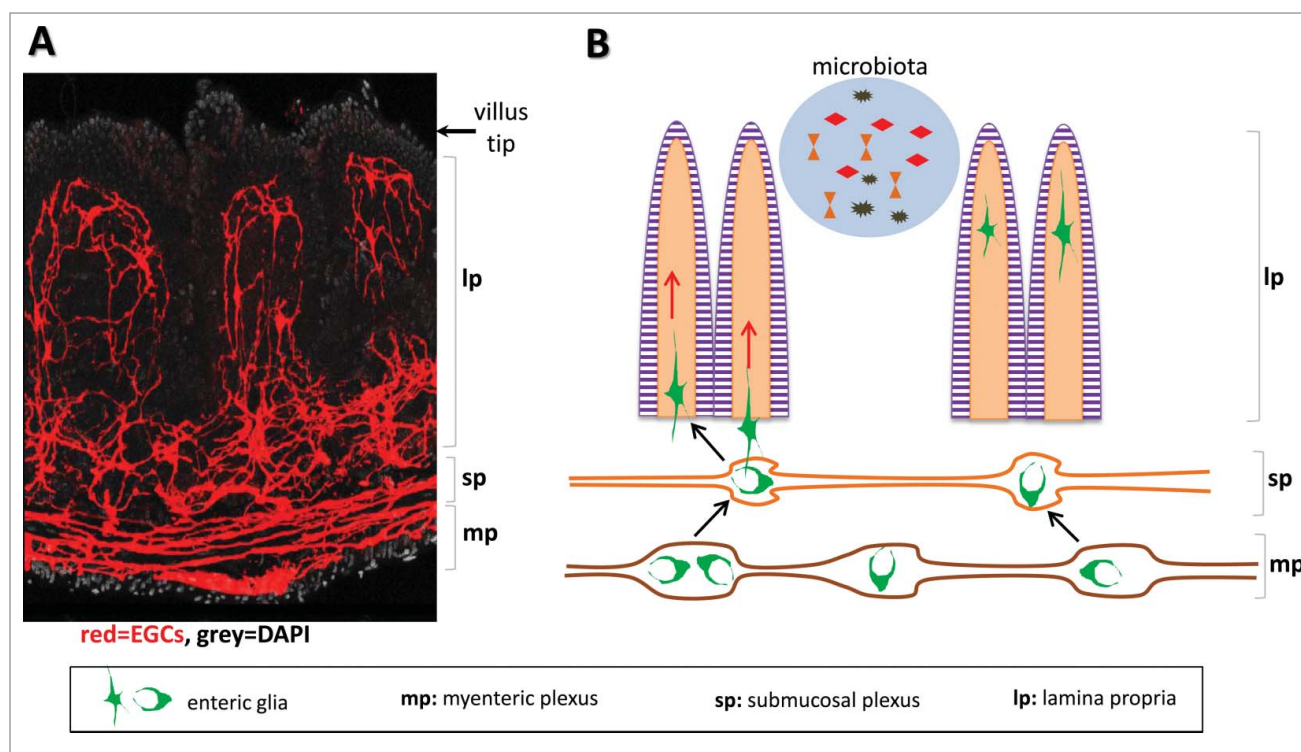 A
B
microbiota
villus
tip
lp
lp
sp
sp
mp
mp
red=EGCs, grey=DAPI
enteric glia
mp: myenteric plexus
sp: submucosal plexus
lp: lamina propria